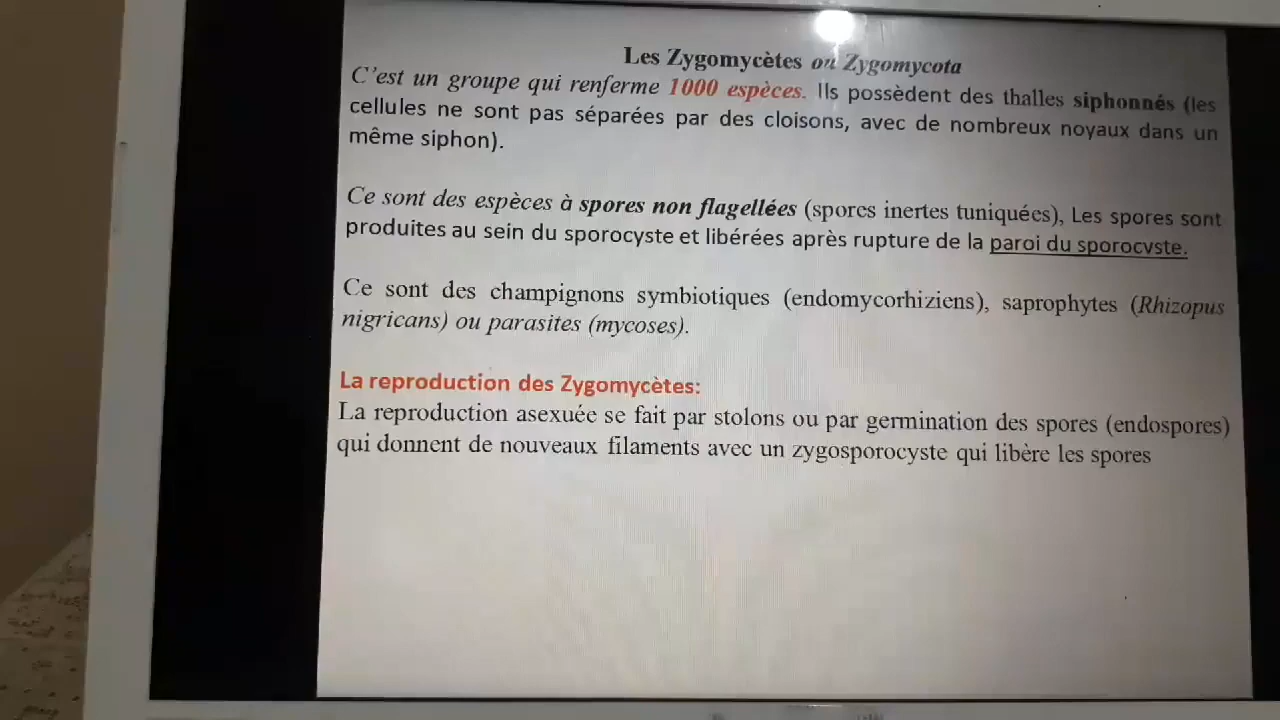 Les Zygomycètes ou Zygomycota
C'est un groupe qui renferme 1000 espèces. Ils possèdent des thalles siphonnés (les
cellules ne sont pas séparées par des cloisons, avec de nombreux noyaux dans un
même siphon).
Ce sont des espèces à spores non flagellées (spores inertes tuniquées), Les spores sont
produites au sein du sporocyste et libérées après rupture de la paroi du sporocyste.
Ce sont des champignons symbiotiques (endomycorhiziens), saprophytes (Rhizopus
nigricans) ou parasites (mycoses).
La reproduction des Zygomycètes:
La reproduction asexuée se fait par stolons ou par germination des spores (endospores)
qui donnent de nouveaux filaments avec un zygosporocyste qui libère les spores